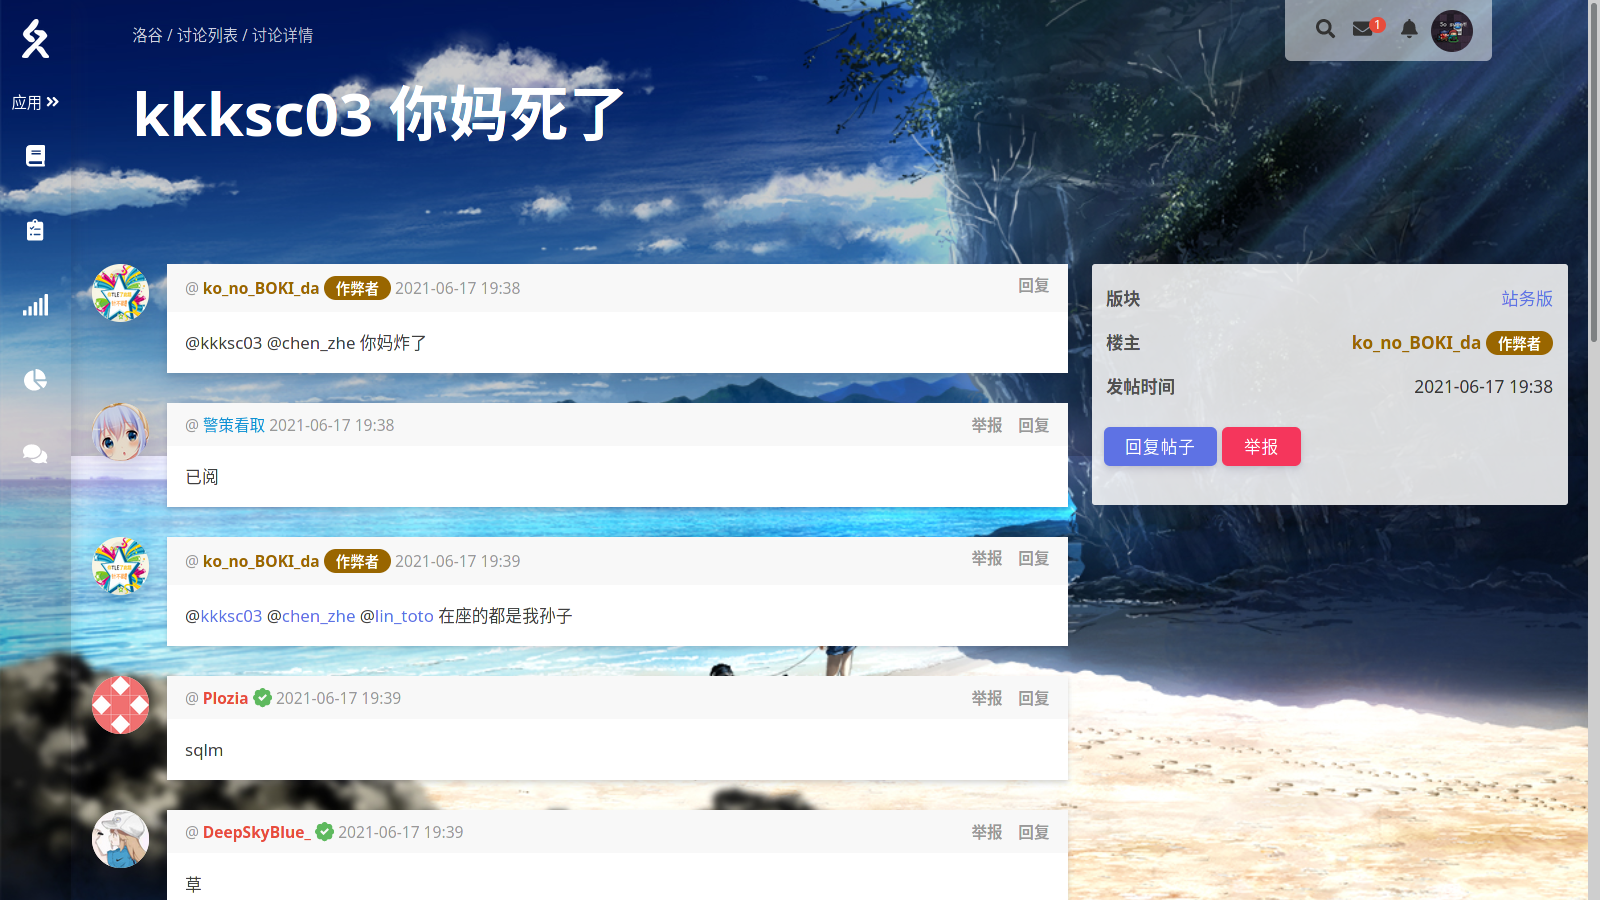 洛谷 / 讨论列表 / 讨论详情
1
应用
kkksc03 你妈死了
@ ko_no_BOKI_da 作弊者 2021-06-17 19:38 回复
@kkksc03 @chen_zhe 你妈炸了
版块 站务版
楼主 ko_no_BOKI_da 作弊者
发帖时间 2021-06-17 19:38
回复帖子 举报
@ 警策看取 2021-06-17 19:38 举报 回复
已阅
@ ko_no_BOKI_da 作弊者 2021-06-17 19:39 举报 回复
@kkksc03 @chen_zhe @lin_toto 在座的都是我孙子
@ Plozia 2021-06-17 19:39 举报 回复
sqlm
@ DeepSkyBlue_ 2021-06-17 19:39 举报 回复
草